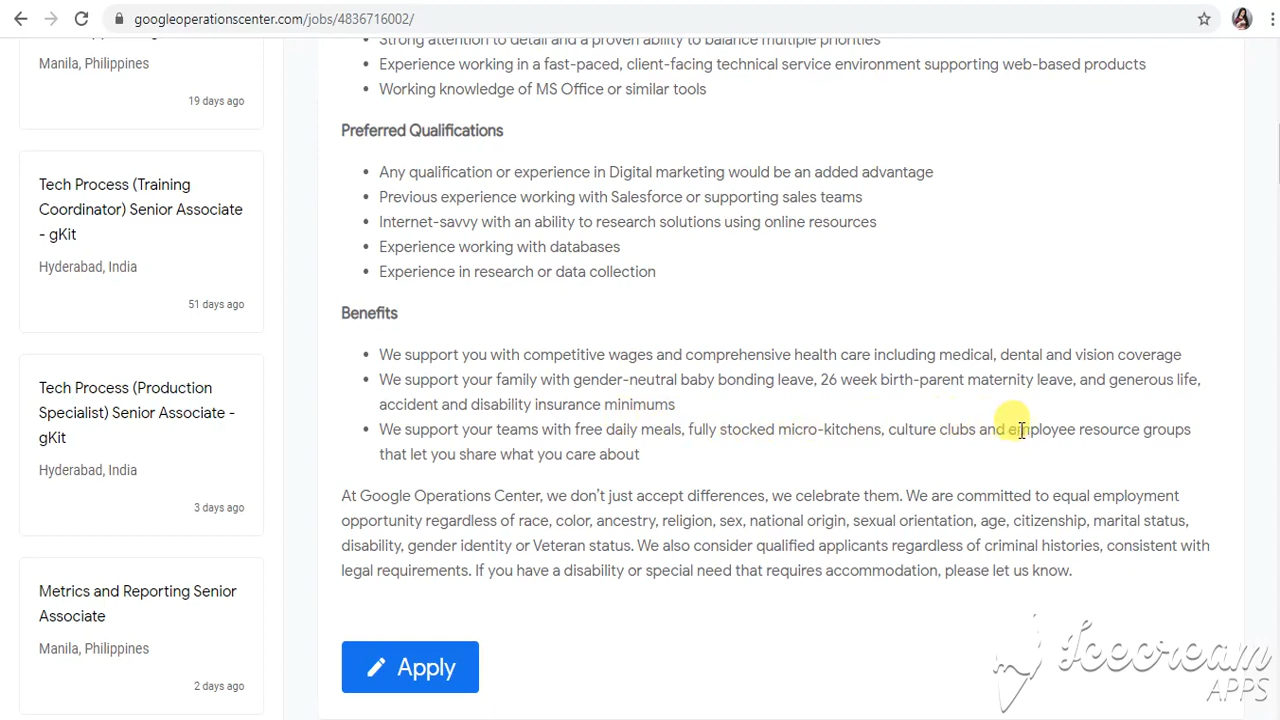 googleoperationscenter.com/jobs/4836716002/
Manila, Philippines
19 days ago
Tech Process (Training
Coordinator) Senior Associate
- gKit
Hyderabad, India
51 days ago
Tech Process (Production
Specialist) Senior Associate -
gKit
Hyderabad, India
3 days ago
Metrics and Reporting Senior
Associate
Manila, Philippines
2 days ago
Strong attention to detail and a proven ability to balance multiple priorities
• Experience working in a fast-paced, client-facing technical service environment supporting web-based products
• Working knowledge of MS Office or similar tools
Preferred Qualifications
• Any qualification or experience in Digital marketing would be an added advantage
• Previous experience working with Salesforce or supporting sales teams
• Internet-savvy with an ability to research solutions using online resources
• Experience working with databases
• Experience in research or data collection
Benefits
• We support you with competitive wages and comprehensive health care including medical, dental and vision coverage
• We support your family with gender-neutral baby bonding leave, 26 week birth-parent maternity leave, and generous life,
accident and disability insurance minimums
• We support your teams with free daily meals, fully stocked micro-kitchens, culture clubs and employee resource groups
that let you share what you care about
At Google Operations Center, we don't just accept differences, we celebrate them. We are committed to equal employment
opportunity regardless of race, color, ancestry, religion, sex, national origin, sexual orientation, age, citizenship, marital status,
disability, gender identity or Veteran status. We also consider qualified applicants regardless of criminal histories, consistent with
legal requirements. If you have a disability or special need that requires accommodation, please let us know.
Apply
Icecream
APPS